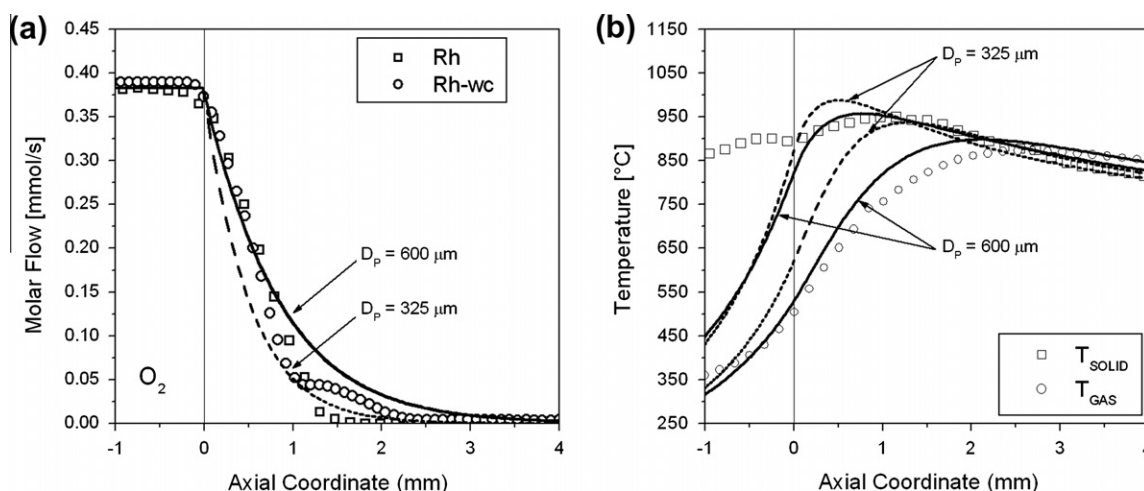 (a)
0.45
0.40
0.35
0.30
0.25
0.20
0.15
0.10
0.05
0.00
Molar Flow [mmol/s]
Rh
Rh-wc
D_P = 600 μm
D_P = 325 μm
O_2
-1 0 1 2 3 4
Axial Coordinate (mm)
(b)
1150
1050
950
850
750
650
550
450
350
250
Temperature [°C]
D_P = 325 μm
D_P = 600 μm
T_SOLID
T_GAS
-1 0 1 2 3 4
Axial Coordinate (mm)